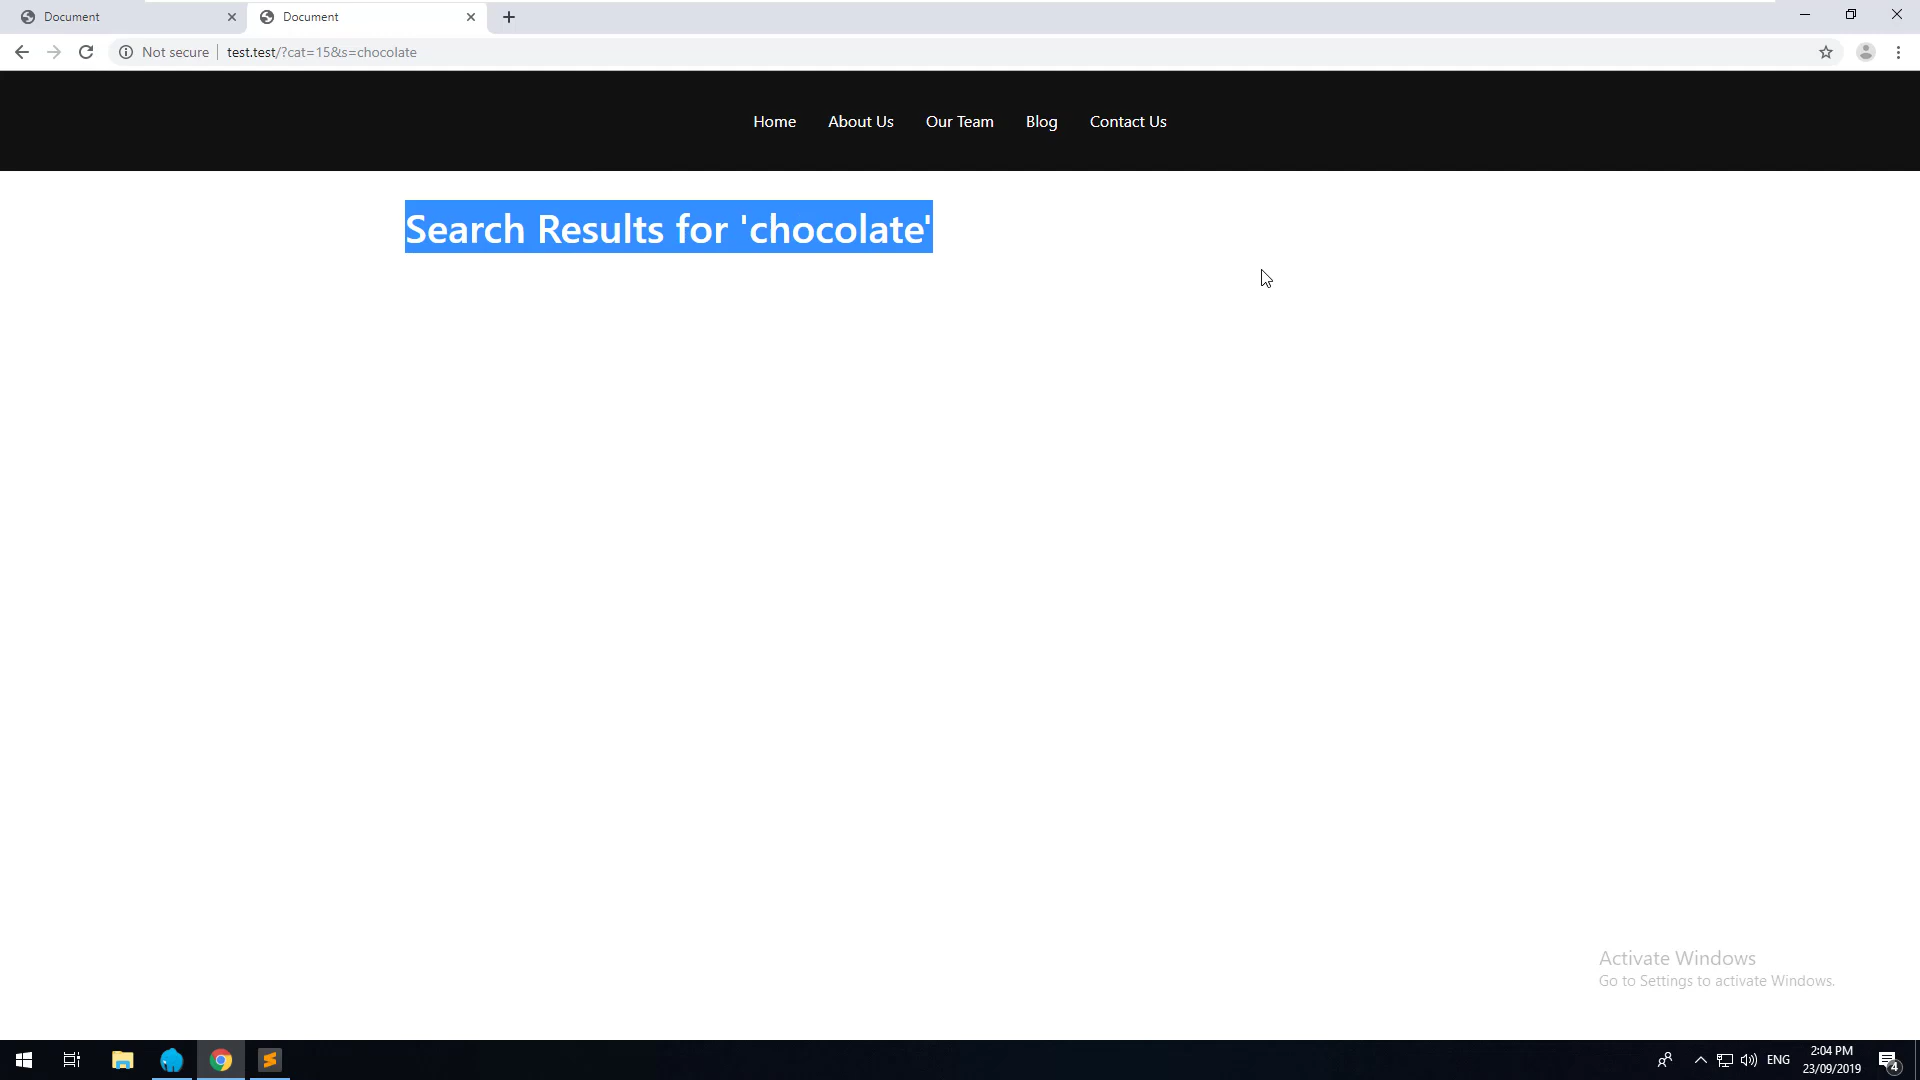 Document
Document
Not secure
test.test/?cat=15&s=chocolate
Home
About Us
Our Team
Blog
Contact Us
Search Results for 'chocolate'
Activate Windows
Go to Settings to activate Windows.
ENG
2:04 PM
23/09/2019
4